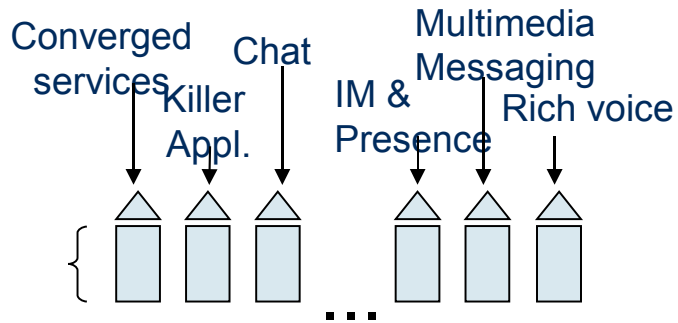 Converged
services
Killer
Appl.
Chat
IM &
Presence
Multimedia
Messaging
Rich voice
...